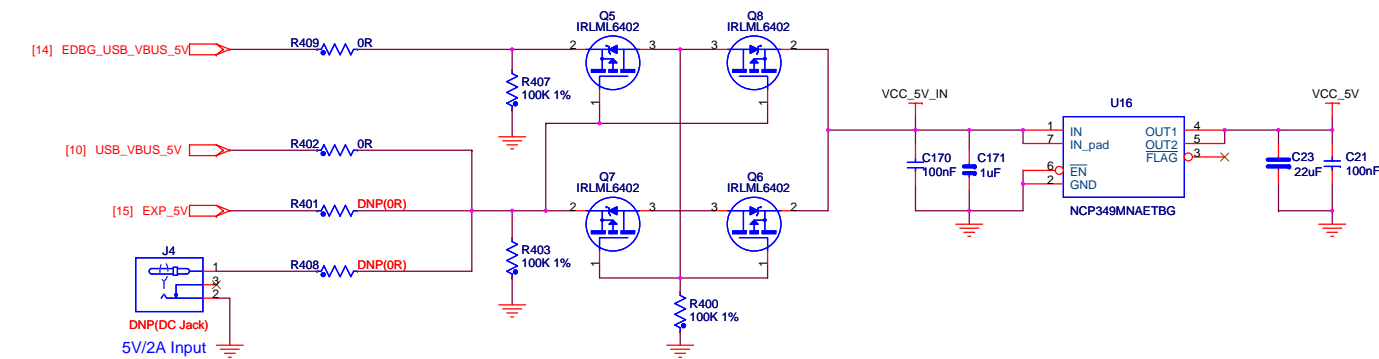 Q5
IRLML6402
Q8
IRLML6402
[14] EDBG_USB_VBUS_5V
R409
0R
2
3
3
2
R407
100K 1%
1
1
VCC_5V_IN
U16
VCC_5V
[10] USB_VBUS_5V
R402
0R
1
7
IN
IN_pad
OUT1
OUT2
FLAG
4
5
3
6
2
EN
GND
NCP349MNAETBG
C170
100nF
C171
1uF
C23
22uF
C21
100nF
Q7
IRLML6402
Q6
IRLML6402
[15] EXP_5V
R401
DNP(0R)
2
3
3
2
R403
100K 1%
1
1
J4
1
3
2
R408
DNP(0R)
R400
100K 1%
DNP(DC Jack)
5V/2A Input